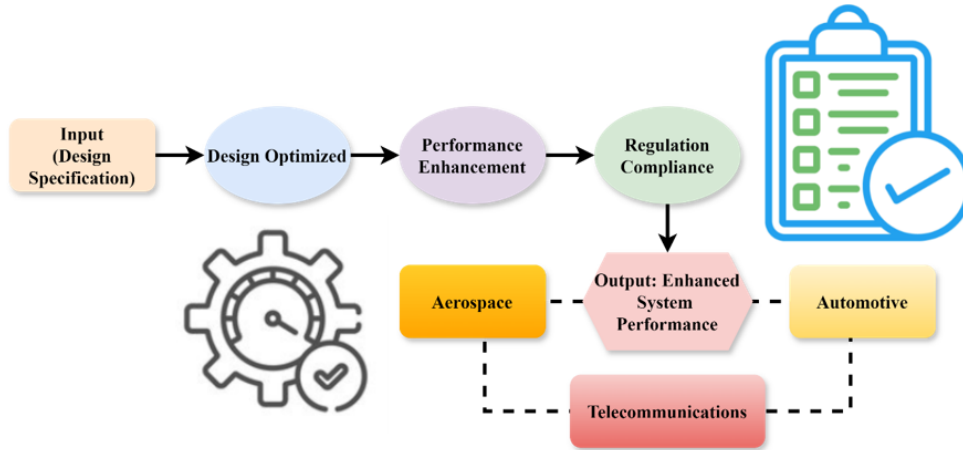 Input
(Design
Specification)
Design Optimized
Performance
Enhancement
Regulation
Compliance
Output: Enhanced
System
Performance
Aerospace
Automotive
Telecommunications